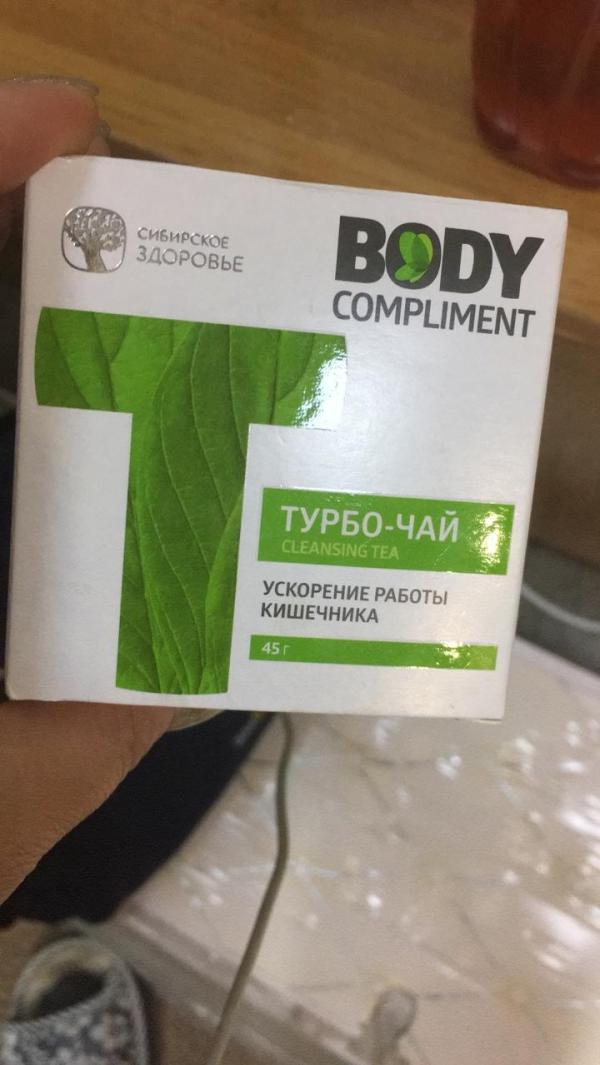 СИБИРСКОЕ
ЗДОРОВЬЕ
BODY
COMPLIMENT
ТУРБО-ЧАЙ
CLEANSING TEA
УСКОРЕНИЕ РАБОТЫ
КИШЕЧНИКА
45 г